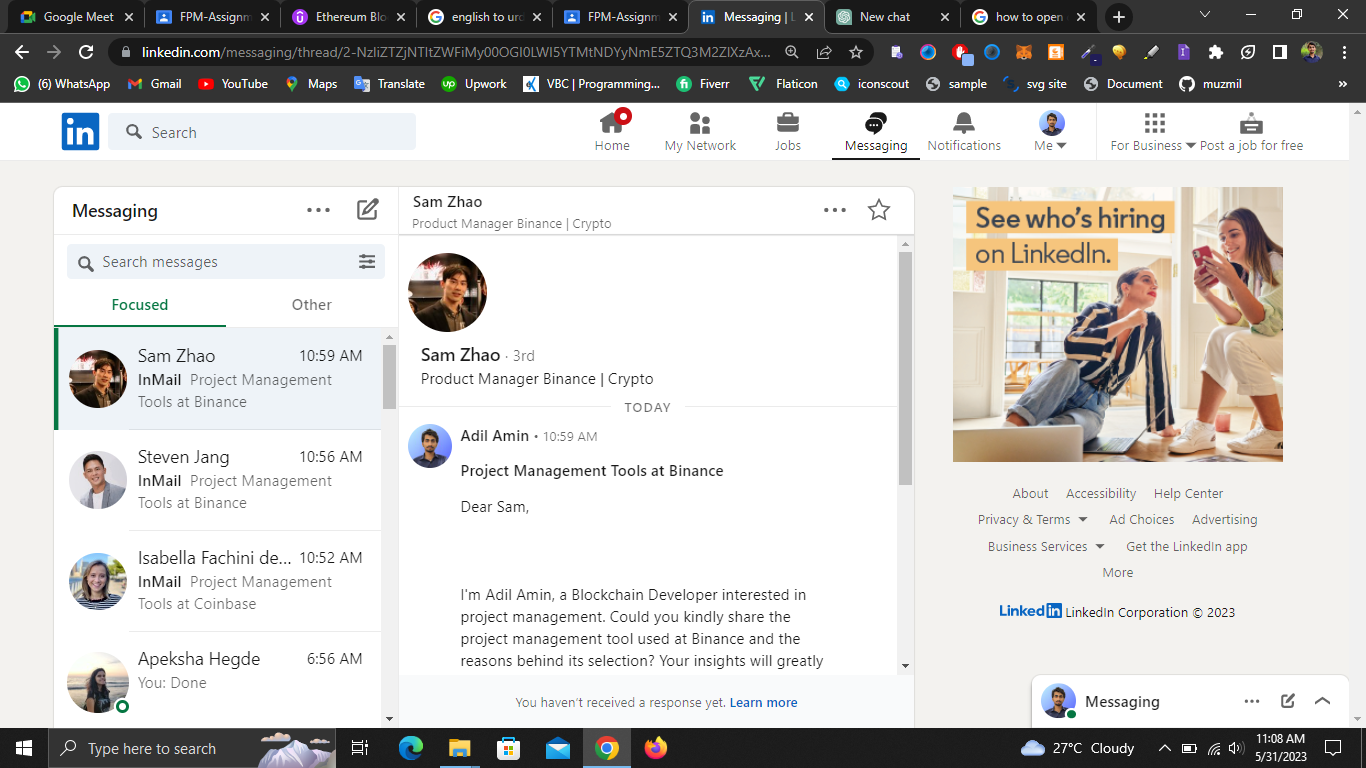 Google Meet
FPM-Assignm
Ethereum Blo
english to urd
FPM-Assignm
Messaging | L
New chat
how to open
linkedin.com/messaging/thread/
(6) WhatsApp
Gmail
YouTube
Maps
Translate
Upwork
VBC | Programming...
Fiverr
Flaticon
iconscout
sample
svg site
Document
muzmil
»
in
Search
Home
My Network
Jobs
Messaging
Notifications
Me
For Business
Post a job for free
Messaging
Search messages
Focused
Other
Sam Zhao 10:59 AM
InMail Project Management
Tools at Binance
Steven Jang 10:56 AM
InMail Project Management
Tools at Binance
Isabella Fachini de... 10:52 AM
InMail Project Management
Tools at Coinbase
Apeksha Hegde 6:56 AM
You: Done
Sam Zhao
Product Manager Binance | Crypto
Sam Zhao · 3rd
Product Manager Binance | Crypto
TODAY
Adil Amin • 10:59 AM
Project Management Tools at Binance
Dear Sam,
I'm Adil Amin, a Blockchain Developer interested in
project management. Could you kindly share the
project management tool used at Binance and the
reasons behind its selection? Your insights will greatly
You haven't received a response yet. Learn more
See who's hiring
on LinkedIn.
About Accessibility Help Center
Privacy & Terms Ad Choices Advertising
Business Services Get the LinkedIn app
More
LinkedIn LinkedIn Corporation © 2023
Messaging
Type here to search
27°C Cloudy
11:08 AM
5/31/2023